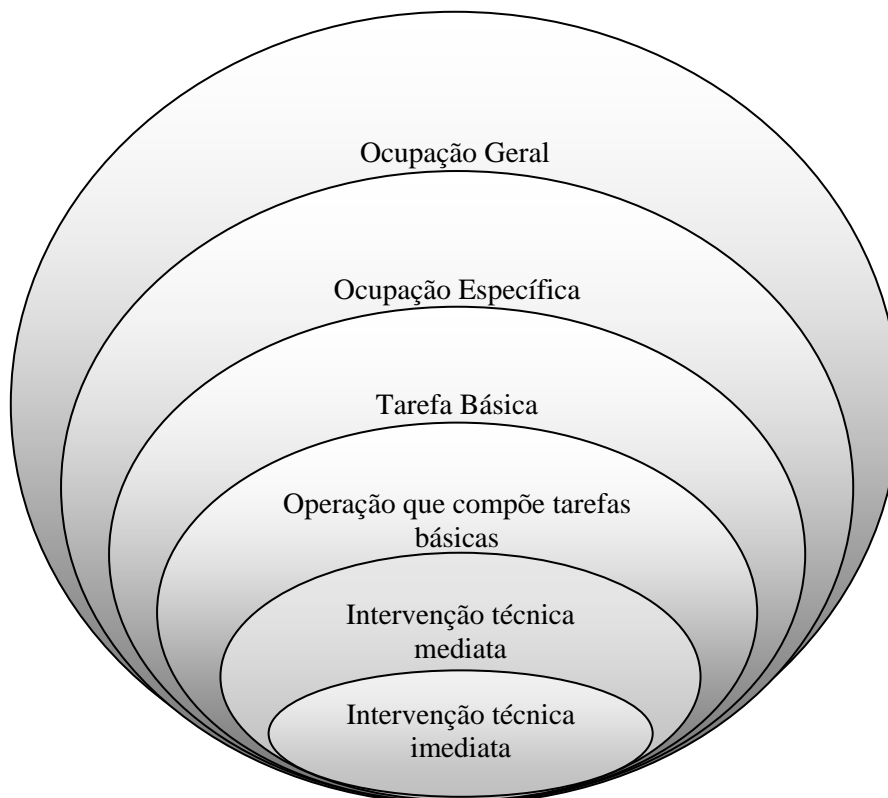 Ocupação Geral
Ocupação Específica
Tarefa Básica
Operação que compõe tarefas
básicas
Intervenção técnica
mediata
Intervenção técnica
imediata